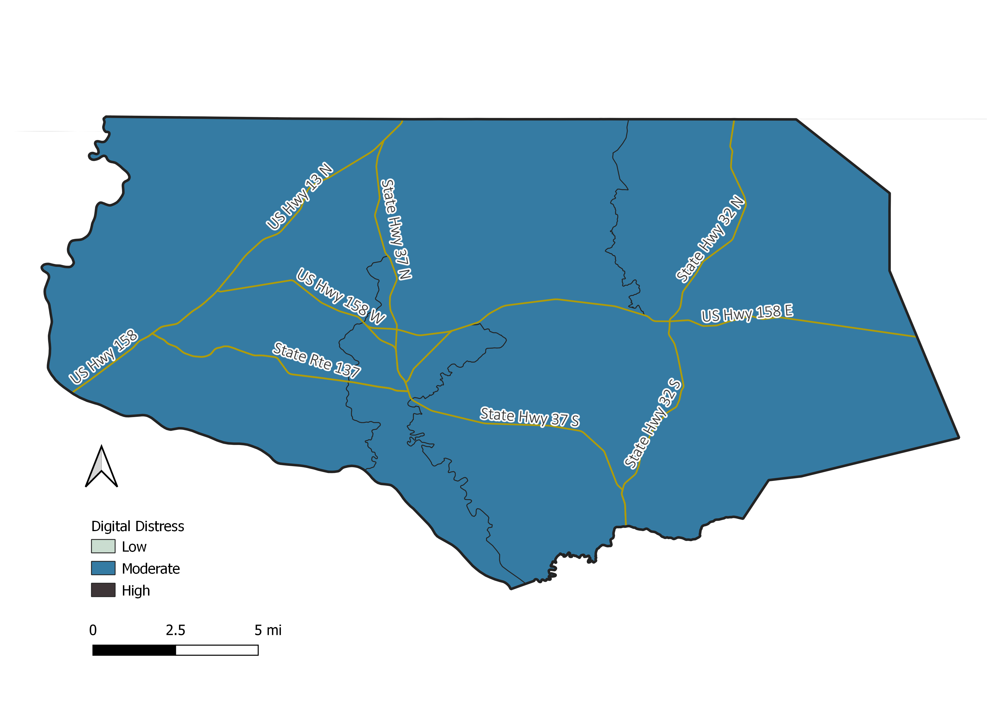 US Hwy 13 N
State Hwy 37 N
State Hwy 32 N
US Hwy 158 W
US Hwy 158 E
US Hwy 158
State Rte 137
State Hwy 37 S
State Hwy 32 S
Digital Distress
Low
Moderate
High
0 2.5 5 mi